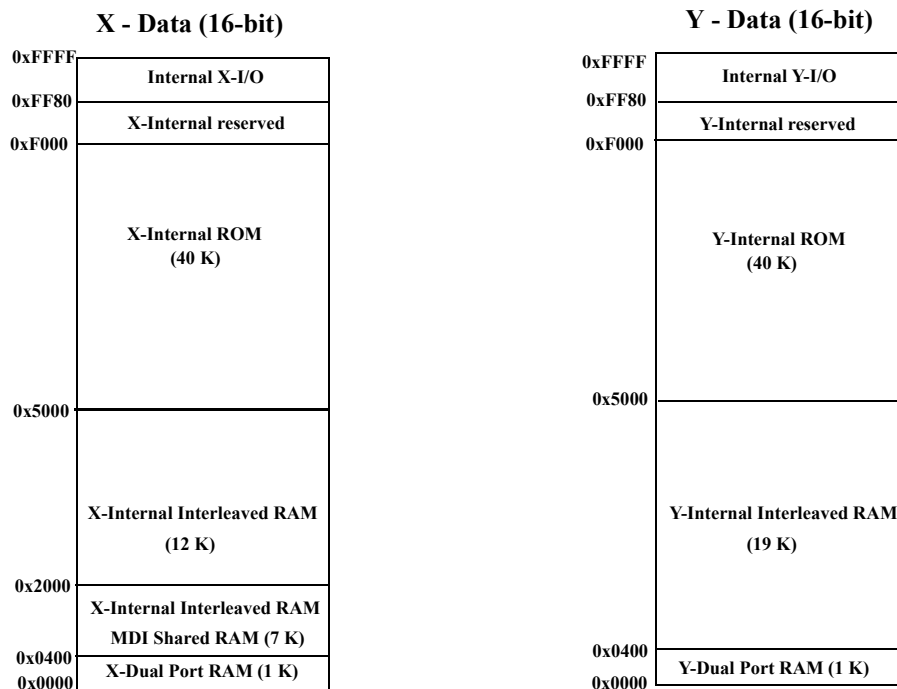 X - Data (16-bit)
0xFFFF
Internal X-I/O
0xFF80
X-Internal reserved
0xF000
X-Internal ROM
(40 K)
0x5000
X-Internal Interleaved RAM
(12 K)
0x2000
X-Internal Interleaved RAM
MDI Shared RAM (7 K)
0x0400
X-Dual Port RAM (1 K)
0x0000
Y - Data (16-bit)
0xFFFF
Internal Y-I/O
0xFF80
Y-Internal reserved
0xF000
Y-Internal ROM
(40 K)
0x5000
Y-Internal Interleaved RAM
(19 K)
0x0400
Y-Dual Port RAM (1 K)
0x0000